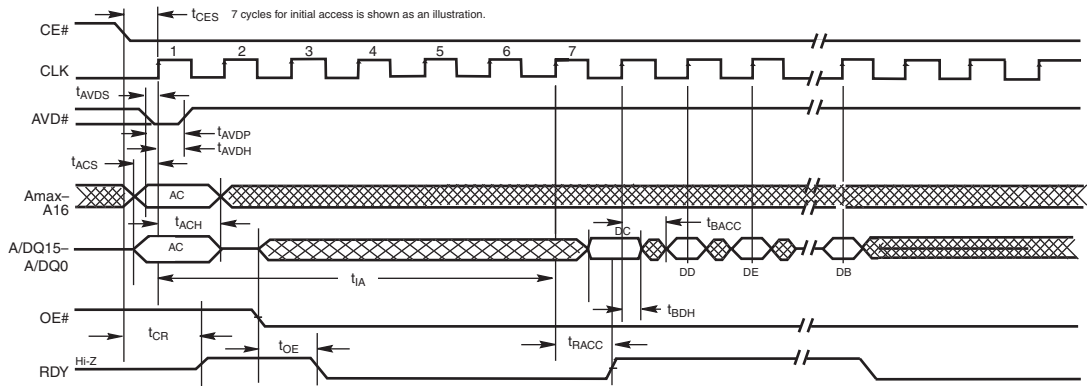 tCES 7 cycles for initial access is shown as an illustration.
CE#
1 2 3 4 5 6 7
CLK
tAVDS
AVD#
tAVDP
tAVDH
tACS
Amax–
A16
AC
tACH
A/DQ15–
A/DQ0
AC
DC
tBACC
DD DE DB
tIA
tBDH
OE#
tCR
tOE
tRACC
Hi-Z
RDY